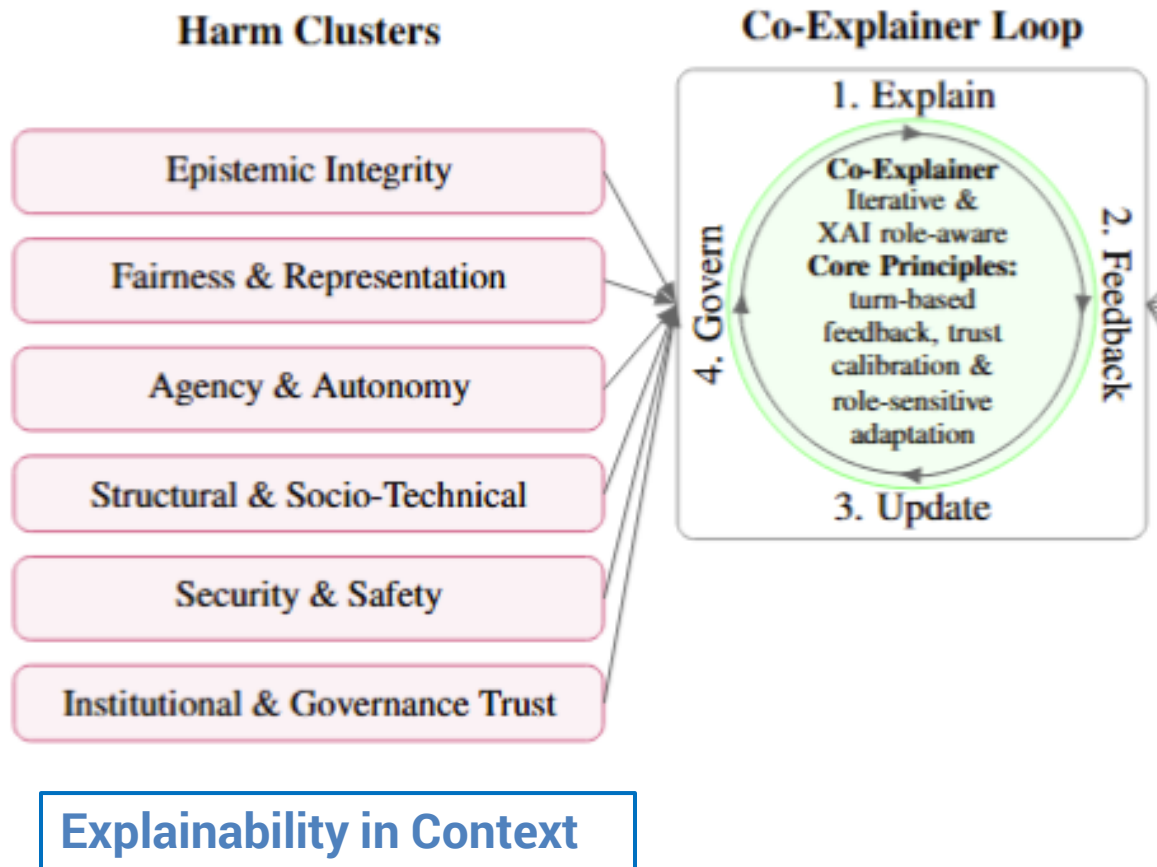 Harm Clusters
Epistemic Integrity
Fairness & Representation
Agency & Autonomy
Structural & Socio-Technical
Security & Safety
Institutional & Governance Trust
Co-Explainer Loop
1. Explain
2. Feedback
3. Update
4. Govern
Co-Explainer
Iterative &
XAI role-aware
Core Principles:
turn-based
feedback, trust
calibration &
role-sensitive
adaptation
Explainability in Context